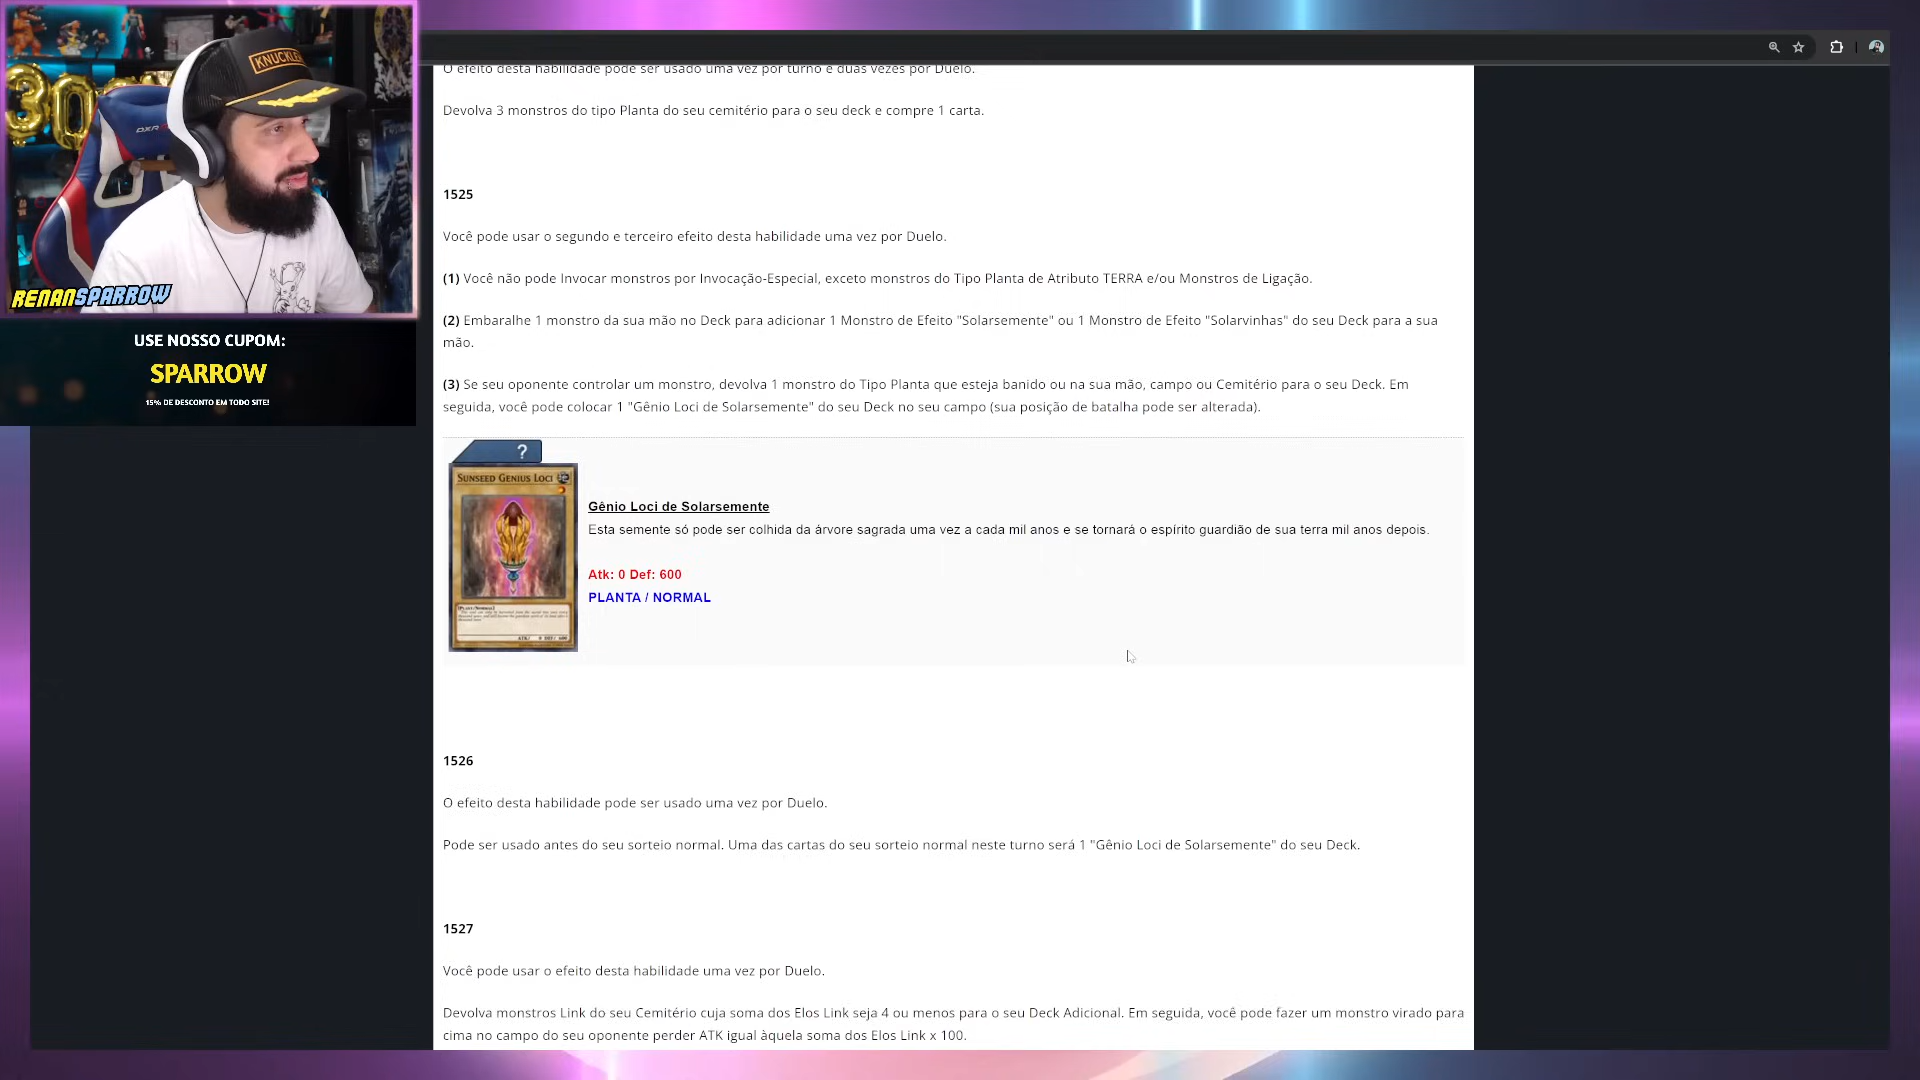 O efeito desta habilidade pode ser usado uma vez por turno e duas vezes por Duelo.
Devolva 3 monstros do tipo Planta do seu cemitério para o seu deck e compre 1 carta.
1525
Você pode usar o segundo e terceiro efeito desta habilidade uma vez por Duelo.
(1) Você não pode Invocar monstros por Invocação-Especial, exceto monstros do Tipo Planta de Atributo TERRA e/ou Monstros de Ligação.
(2) Embaralhe 1 monstro da sua mão no Deck para adicionar 1 Monstro de Efeito "Solarsemente" ou 1 Monstro de Efeito "Solarvinhas" do seu Deck para a sua
mão.
(3) Se seu oponente controlar um monstro, devolva 1 monstro do Tipo Planta que esteja banido ou na sua mão, campo ou Cemitério para o seu Deck. Em
seguida, você pode colocar 1 "Gênio Loci de Solarsemente" do seu Deck no seu campo (sua posição de batalha pode ser alterada).
?
SUNSEED GENIUS LOCI
[PLANT/NORMAL]
ATK/ 0 DEF/ 600
Gênio Loci de Solarsemente
Esta semente só pode ser colhida da árvore sagrada uma vez a cada mil anos e se tornará o espírito guardião de sua terra mil anos depois.
Atk: 0 Def: 600
PLANTA / NORMAL
1526
O efeito desta habilidade pode ser usado uma vez por Duelo.
Pode ser usado antes do seu sorteio normal. Uma das cartas do seu sorteio normal neste turno será 1 "Gênio Loci de Solarsemente" do seu Deck.
1527
Você pode usar o efeito desta habilidade uma vez por Duelo.
Devolva monstros Link do seu Cemitério cuja soma dos Elos Link seja 4 ou menos para o seu Deck Adicional. Em seguida, você pode fazer um monstro virado para
cima no campo do seu oponente perder ATK igual àquela soma dos Elos Link x 100.
30
RENANSPARROW
USE NOSSO CUPOM:
SPARROW
15% DE DESCONTO EM TODO SITE!